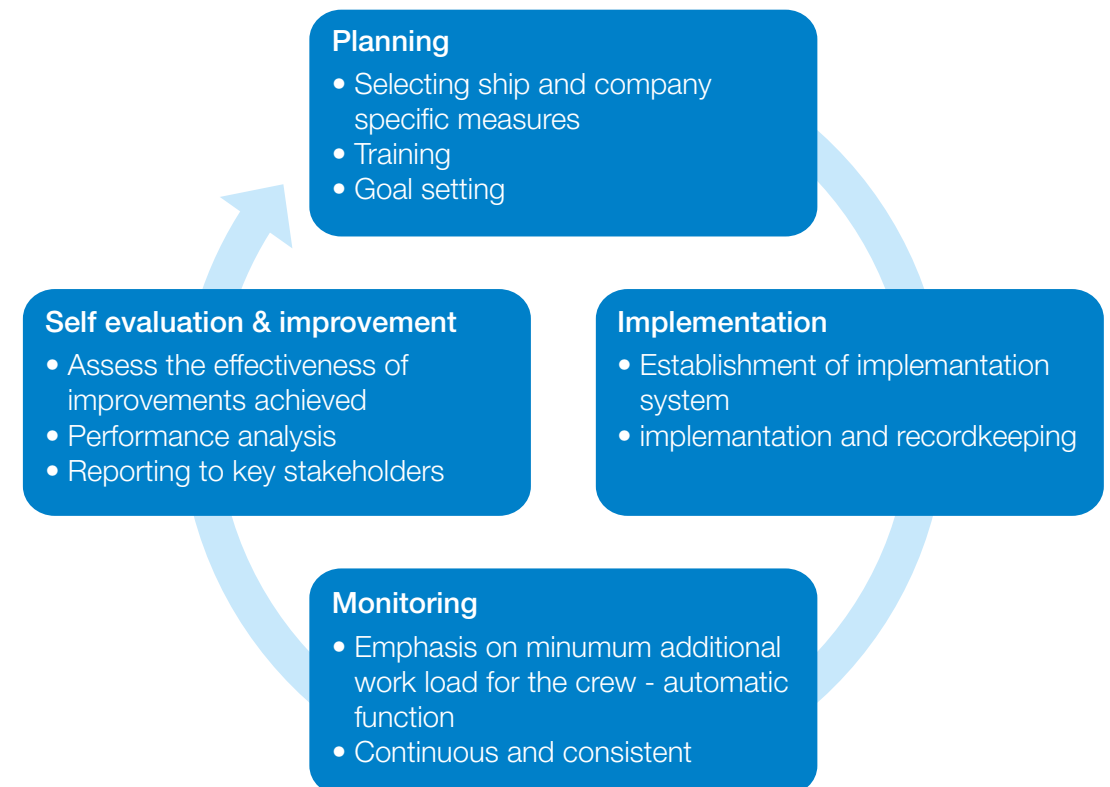 Planning
• Selecting ship and company
specific measures
• Training
• Goal setting
Implementation
• Establishment of implemantation
system
• implemantation and recordkeeping
Monitoring
• Emphasis on minumum additional
work load for the crew - automatic
function
• Continuous and consistent
Self evaluation & improvement
• Assess the effectiveness of
improvements achieved
• Performance analysis
• Reporting to key stakeholders